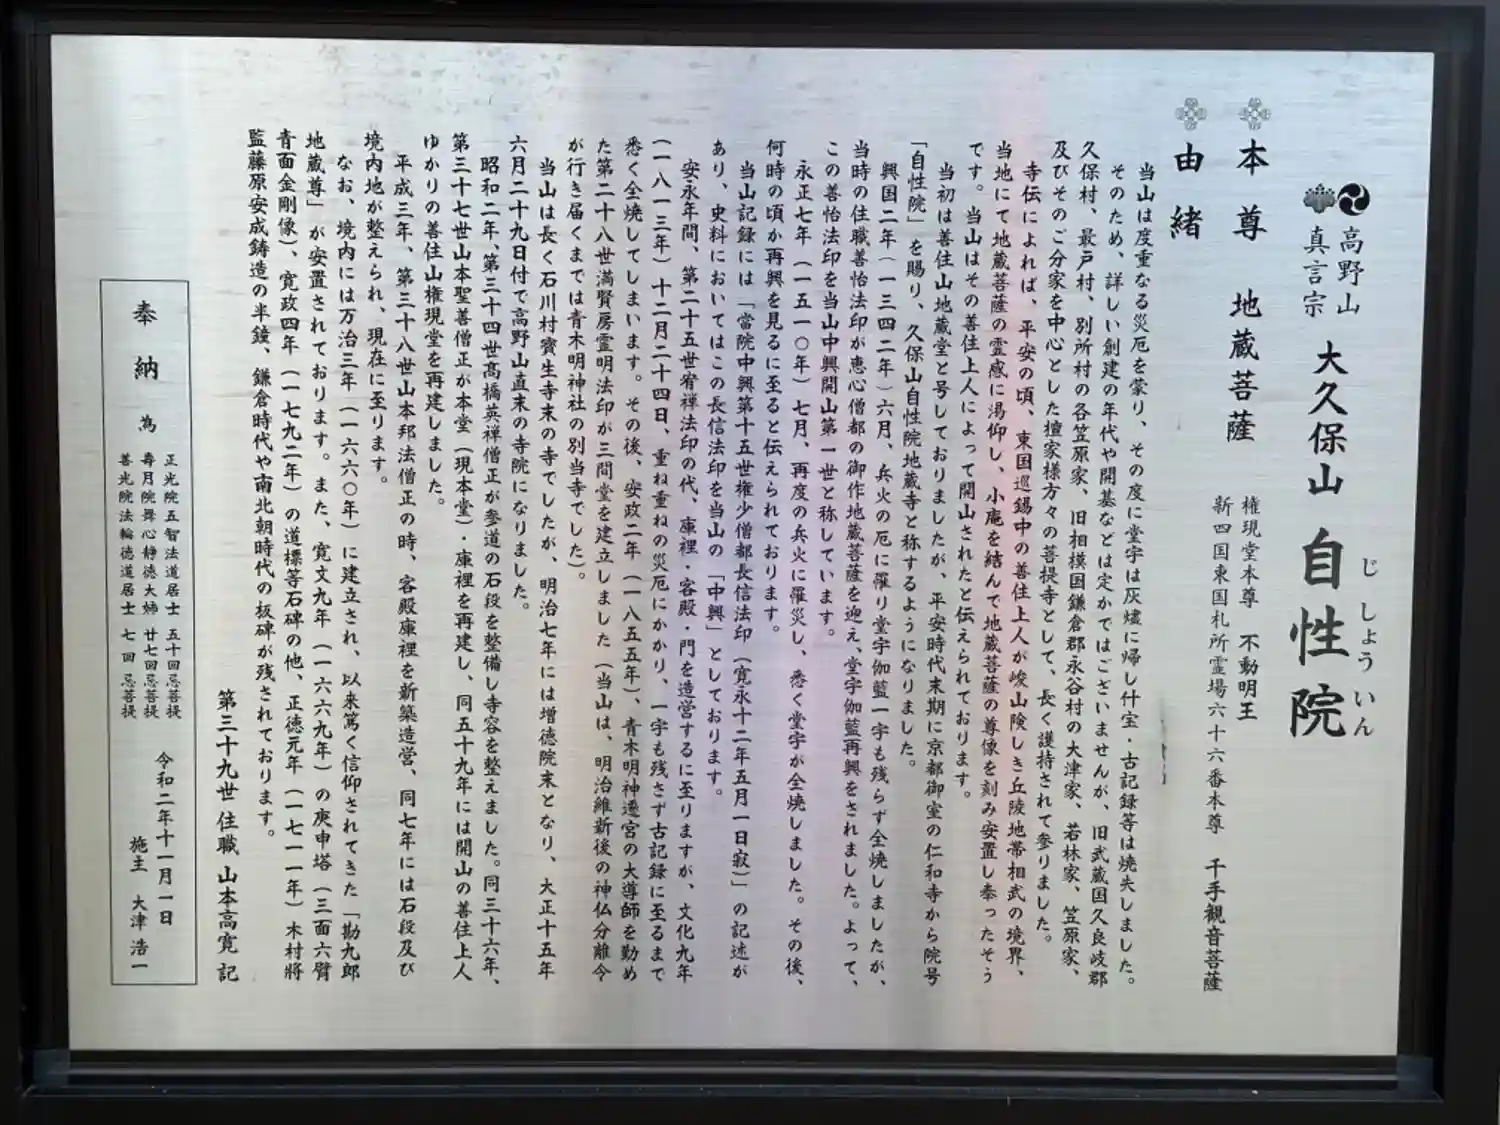 高野山
真言宗
大久保山 自性院
じしょういん
本尊 地蔵菩薩
権現堂本尊 不動明王
新四国東国札所霊場六十六番本尊 千手観音菩薩
由緒
当山は度重なる災厄を蒙り、その度に堂宇は灰燼に帰し什宝・古記録等は焼失しました。
そのため、詳しい創建の年代や開基などは定かではございませんが、旧武蔵国久良岐郡
久保村、最戸村、別所村の各笠原家、旧相模国鎌倉郡永谷村の大津家、若林家、笠原家、
及びそのご分家を中心とした檀家様方々の菩提寺として、長く護持されて参りました。
寺伝によれば、平安の頃、東国巡錫中の善住上人が峻山険しき丘陵地帯相武の境界、
当地にて地蔵菩薩の霊感に渇仰し、小庵を結んで地蔵菩薩の尊像を刻み安置し奉ったそう
です。当山はその善住上人によって開山されたと伝えられております。
当初は善住山地蔵堂と号しておりましたが、平安時代末期に京都御室の仁和寺から院号
「自性院」を賜り、久保山自性院地蔵寺と称するようになりました。
興国二年(一三四二年)六月、兵火の厄に罹り堂宇伽藍一字も残らず全焼しましたが、
当時の住職善怡法印が恵心僧都の御作地蔵菩薩を迎え、堂宇伽藍再興をされました。よって、
この善怡法印を当山中興開山第一世と称しています。
永正七年(一五一〇年)七月、再度の兵火に罹災し、悉く堂宇が全焼しました。その後、
何時の頃か再興を見るに至ると伝えられております。
当山記録には「當院中興第十五世権少僧都長信法印(寛永十二年五月一日寂)」の記述が
あり、史料においてはこの長信法印を当山の「中興」としております。
安永年間、第二十五世宥禅法印の代、庫裡・客殿・門を造営するに至りますが、文化九年
(一八一三年)十二月二十四日、重ね重ねの災厄にかかり、一字も残さず古記録に至るまで
悉く全焼してしまいます。その後、安政二年(一八五五年)、青木明神遷宮の大導師を勤め
た第二十八世満賢房霊明法印が三間堂を建立しました(当山は、明治維新後の神仏分離令
が行き届くまでは青木明神社の別当寺でした)。
当山は長く石川村寶生寺末の寺でしたが、明治七年には増徳院末となり、大正十五年
六月二十九日付で高野山直末の寺院になりました。
昭和二年、第三十四世髙橋英禅僧正が参道の石段を整備し寺容を整えました。同三十六年、
第三十七世山本聖善僧正が本堂(現本堂)・庫裡を再建し、同五十九年には開山の善住上人
ゆかりの善住山権現堂を再建しました。
平成三年、第三十八世山本邦法僧正の時、客殿庫裡を新築造営、同七年には石段及び
境内地が整えられ、現在に至ります。
なお、境内には万治三年(一六六〇年)に建立され、以来篤く信仰されてきた「勘九郎
地蔵尊」が安置されております。また、寛文九年(一六六九年)の庚申塔(三面六臂
青面金剛像)、寛政四年(一七九二年)の道標等石碑の他、正徳元年(一七一一年)木村將
監藤原安成鋳造の半鐘、鎌倉時代や南北朝時代の板碑が残されております。
第三十九世 住職 山本高寛 記
奉納 為
正光院五智法道居士 五十回忌菩提
壽月院舞心靜徳大姉 廿七回忌菩提
善光院法輪徳道居士 七回忌菩提
令和二年十一月一日
施主 大津浩一